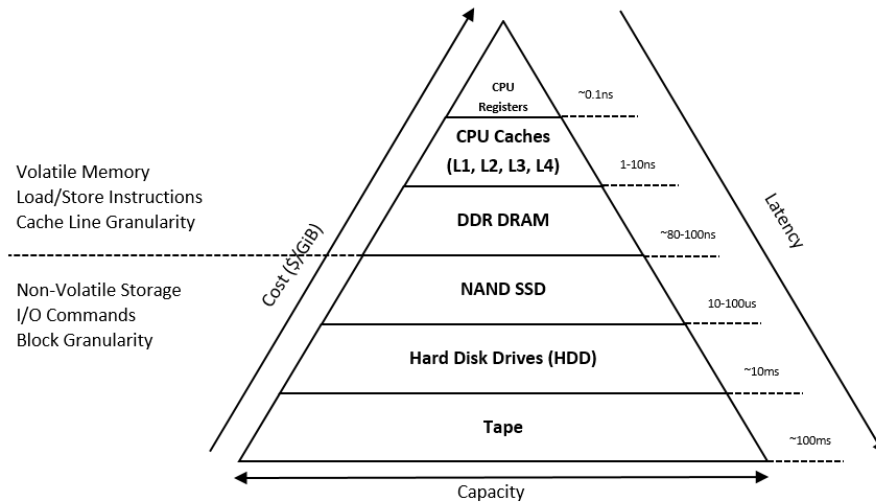 CPU
Registers
~0.1ns
CPU Caches
(L1, L2, L3, L4)
1-10ns
Volatile Memory
Load/Store Instructions
Cache Line Granularity
DDR DRAM
~80-100ns
Latency
Cost ($/GiB)
Non-Volatile Storage
I/O Commands
Block Granularity
NAND SSD
10-100us
Hard Disk Drives (HDD)
~10ms
Tape
~100ms
Capacity